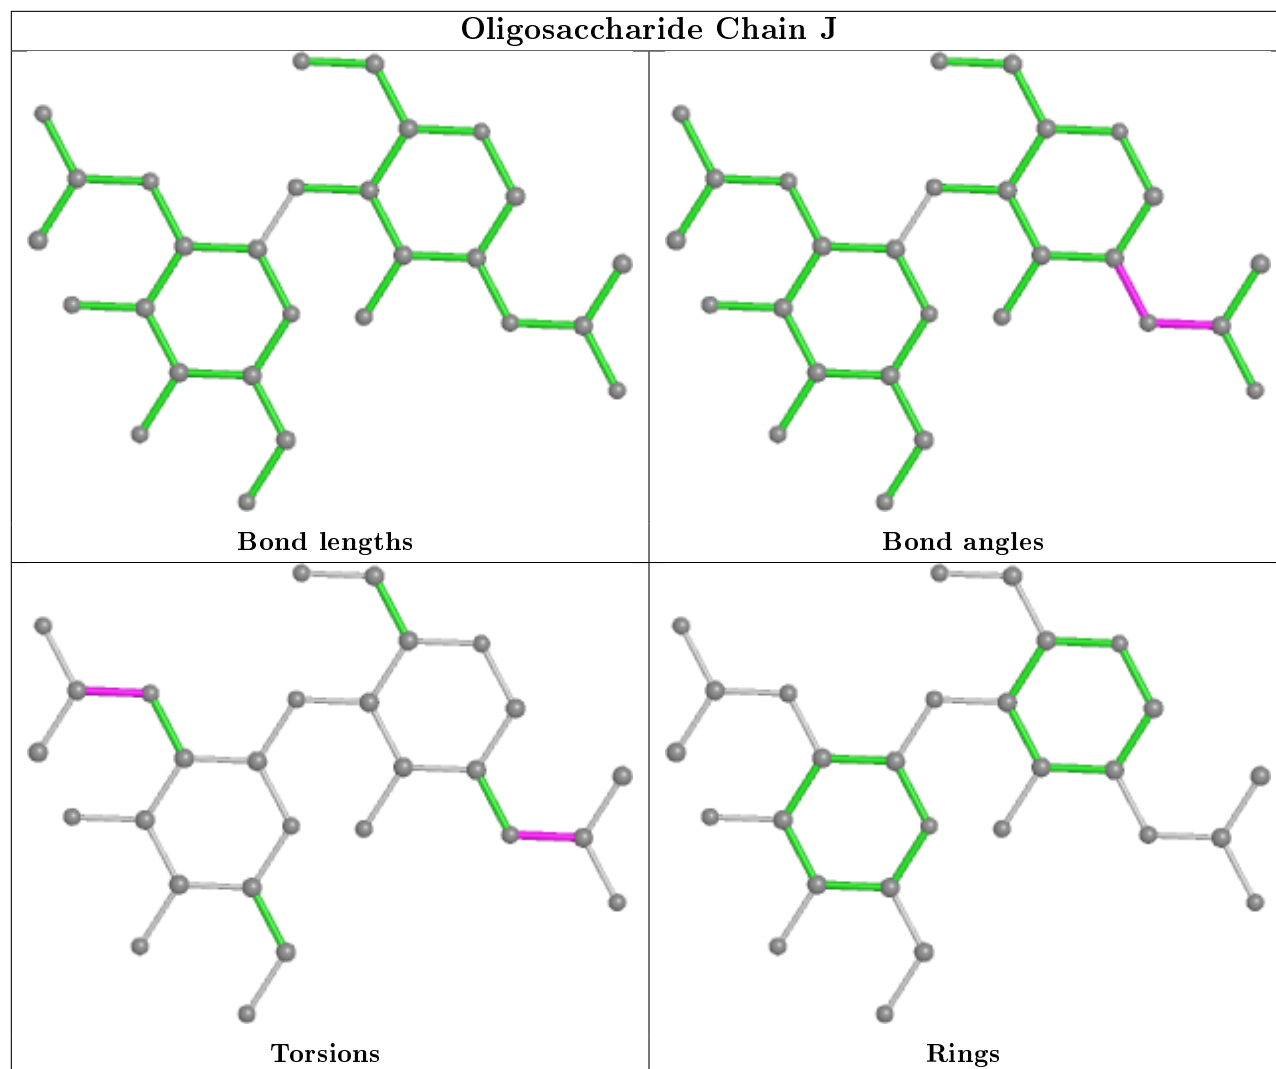 Oligosaccharide Chain J
Bond lengths
Bond angles
Torsions
Rings